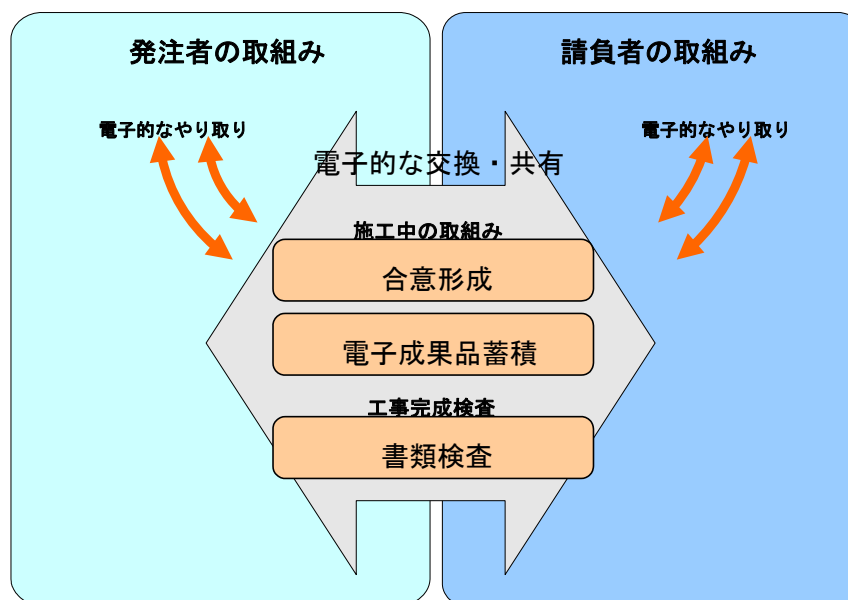 発注者の取組み
請負者の取組み
電子的なやり取り
電子的なやり取り
電子的な交換・共有
施工中の取組み
合意形成
電子成果品蓄積
工事完成検査
書類検査